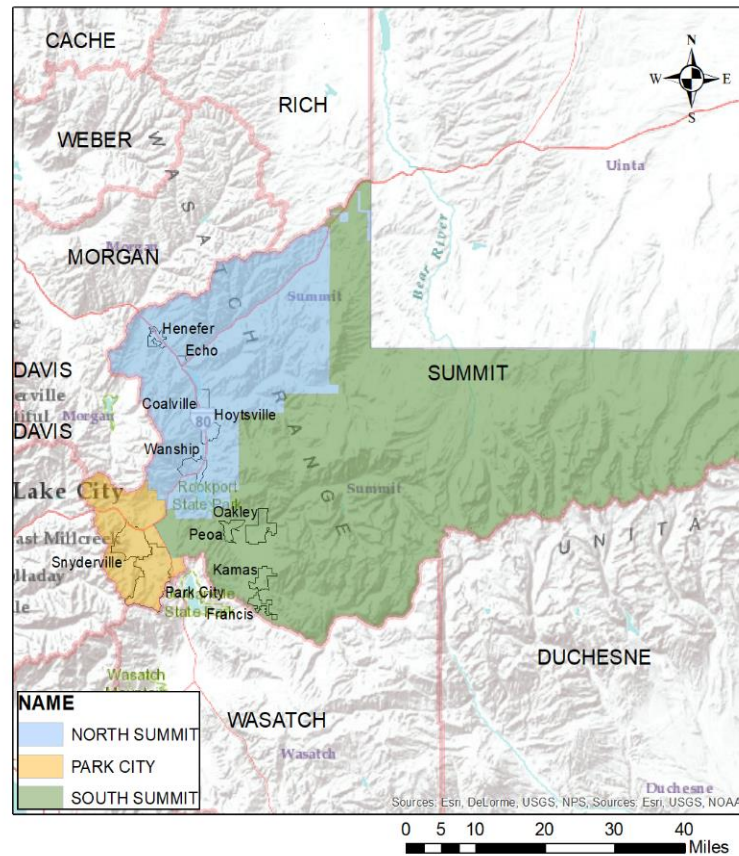 CACHE
RICH
N
W E
S
WEBER
WASATCH RANGE
Uinta
MORGAN
Morgan
Bear River
Summit
Henefer
Echo
DAVIS
SUMMIT
Coalville
Morgan
Hoytsville
80
DAVIS
Wanship
Rockport
State Park
Summit
Lake City
Oakley
Peoa
UNITA
Snyderville
Kamas
Park City
State Park
Francis
DUCHESNE
Wasatch
WASATCH
Wasatch
Duchesne
NAME
NORTH SUMMIT
PARK CITY
SOUTH SUMMIT
Sources: Esri, DeLorme, USGS, NPS, Sources: Esri, USGS, NOAA
0 5 10 20 30 40
Miles